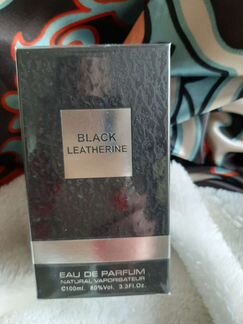 BLACK
LEATHERINE
EAU DE PARFUM
NATURAL VAPORISATEUR
℮100ml. 80%Vol. 3.3Fl.Oz.